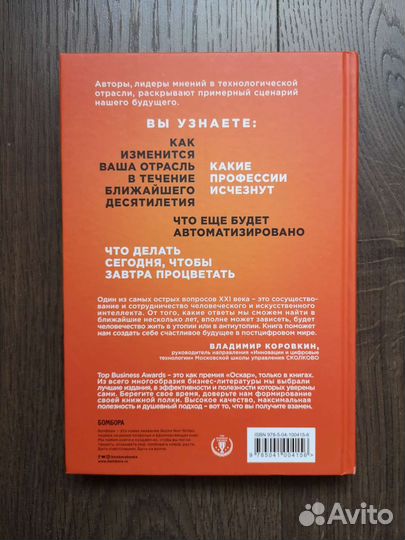 Авторы, лидеры мнений в технологической
отрасли, раскрывают примерный сценарий
нашего будущего.
ВЫ УЗНАЕТЕ:
КАК
ИЗМЕНИТСЯ
ВАША ОТРАСЛЬ
В ТЕЧЕНИЕ
БЛИЖАЙШЕГО
ДЕСЯТИЛЕТИЯ
КАКИЕ
ПРОФЕССИИ
ИСЧЕЗНУТ
ЧТО ЕЩЕ БУДЕТ
АВТОМАТИЗИРОВАНО
ЧТО ДЕЛАТЬ
СЕГОДНЯ, ЧТОБЫ
ЗАВТРА ПРОЦВЕТАТЬ
Один из самых острых вопросов XXI века – это сосущество-
вание и сотрудничество человеческого и искусственного
интеллекта. От того, какие ответы мы сможем найти в
ближайшие несколько лет, вполне может зависеть, будет
человечество жить в утопии или в антиутопии. Книга поможет
нам создать себе счастливое будущее в постцифровом мире.
ВЛАДИМИР КОРОВКИН,
руководитель направления «Инновации и цифровые
технологии» Московской школы управления СКОЛКОВО
Top Business Awards – это как премия «Оскар», только в книгах.
Из всего многообразия бизнес-литературы мы выбрали
лучшие издания, в эффективности и полезности которых уверены
сами. Берегите свое время, доверьте нам формирование
своей книжной полки. Высокое качество, максимальная
полезность и душевный подход – вот то, что вы получите взамен.
БОМБОРА
ISBN 978-5-04-100415-6
9 785041 004156
Avito